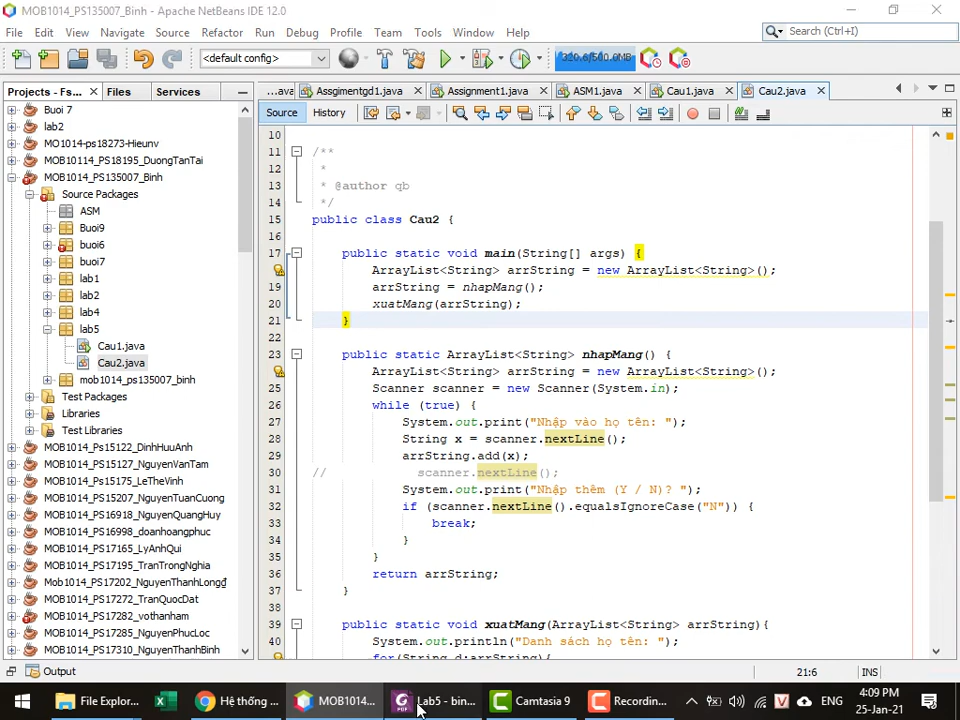 MOB1014_PS135007_Binh - Apache NetBeans IDE 12.0
File Edit View Navigate Source Refactor Run Debug Profile Team Tools Window Help
Search (Ctrl+I)
<default config>
320.6/500.0MB
Projects - Fs... Files Services
...ava Assgimentgd1.java Assignment1.java ASM1.java Cau1.java Cau2.java
Source History
Buoi 7
lab2
MO1014-ps18273-Hieunv
MOB10114_PS18195_DuongTanTai
MOB1014_PS135007_Binh
Source Packages
ASM
Buoi9
buoi6
buoi7
lab1
lab2
lab4
lab5
Cau1.java
Cau2.java
mob1014_ps135007_binh
Test Packages
Libraries
Test Libraries
MOB1014_Ps15122_DinhHuuAnh
MOB1014_Ps15127_NguyenVanTam
MOB1014_Ps15175_LeTheVinh
MOB1014_PS15207_NguyenTuanCuong
MOB1014_PS16918_NguyenQuangHuy
MOB1014_PS16998_doanhoangphuc
MOB1014_PS17165_LyAnhQui
Mob1014_PS17202_NguyenThanhLong
MOB1014_PS17272_TranQuocDat
MOB1014_PS17282_vothanham
MOB1014_PS17285_NguyenPhucLoc
MOB1014_PS17310_NguyenThanhBinh
10
11 /**
12 *
13 * @author qb
14 */
15 public class Cau2 {
16
17 public static void main(String[] args) {
ArrayList<String> arrString = new ArrayList<String>();
19 arrString = nhapMang();
20 xuatMang(arrString);
21 }
22
23 public static ArrayList<String> nhapMang() {
ArrayList<String> arrString = new ArrayList<String>();
25 Scanner scanner = new Scanner(System.in);
26 while (true) {
27 System.out.print("Nhập vào họ tên: ");
28 String x = scanner.nextLine();
29 arrString.add(x);
30 // scanner.nextLine();
31 System.out.print("Nhập thêm (Y / N)? ");
32 if (scanner.nextLine().equalsIgnoreCase("N")) {
33 break;
34 }
35 }
36 return arrString;
37 }
38
39 public static void xuatMang(ArrayList<String> arrString){
40 System.out.println("Danh sách họ tên: ");
for(String d:arrString){
Output
21:6 INS
File Explor... Hệ thống ... MOB1014... Lab5 - bin... Camtasia 9 Recordin... ENG
4:09 PM
25-Jan-21